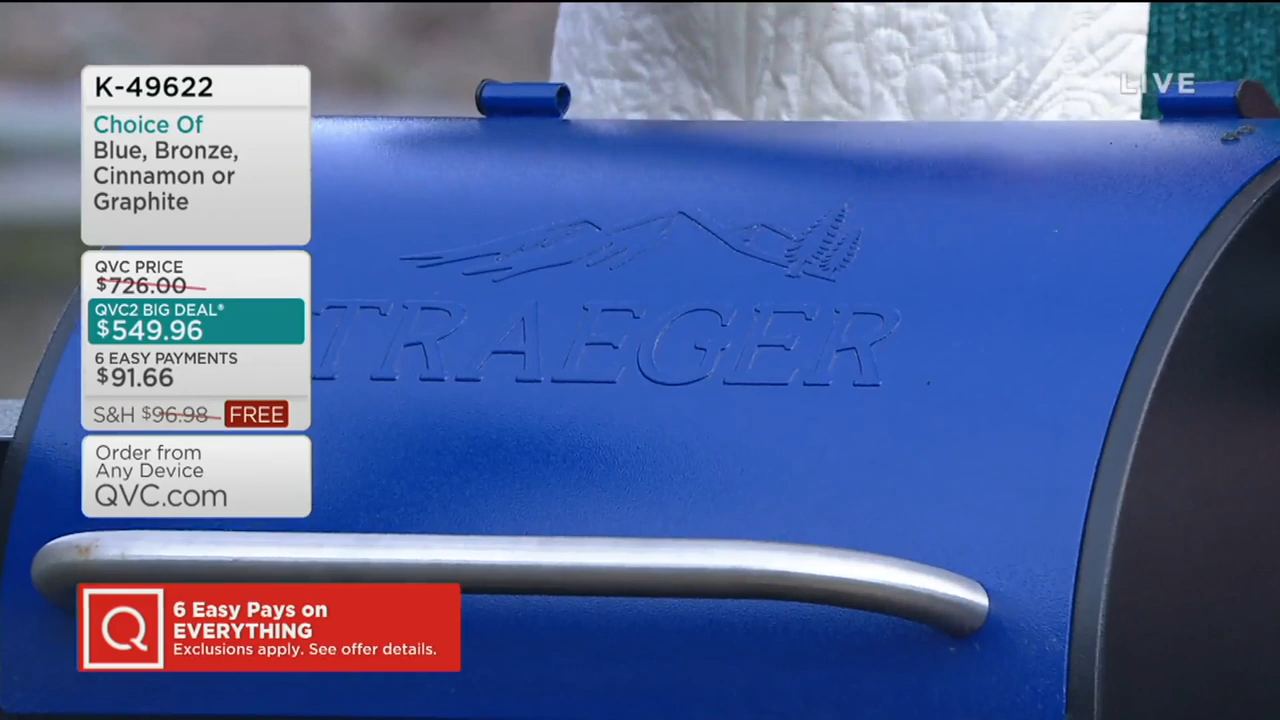 LIVE
K-49622
Choice Of
Blue, Bronze,
Cinnamon or
Graphite
QVC PRICE
$726.00
QVC2 BIG DEAL®
$549.96
6 EASY PAYMENTS
$91.66
S&H $96.98 FREE
Order from
Any Device
QVC.com
TRAEGER
Q
6 Easy Pays on
EVERYTHING
Exclusions apply. See offer details.